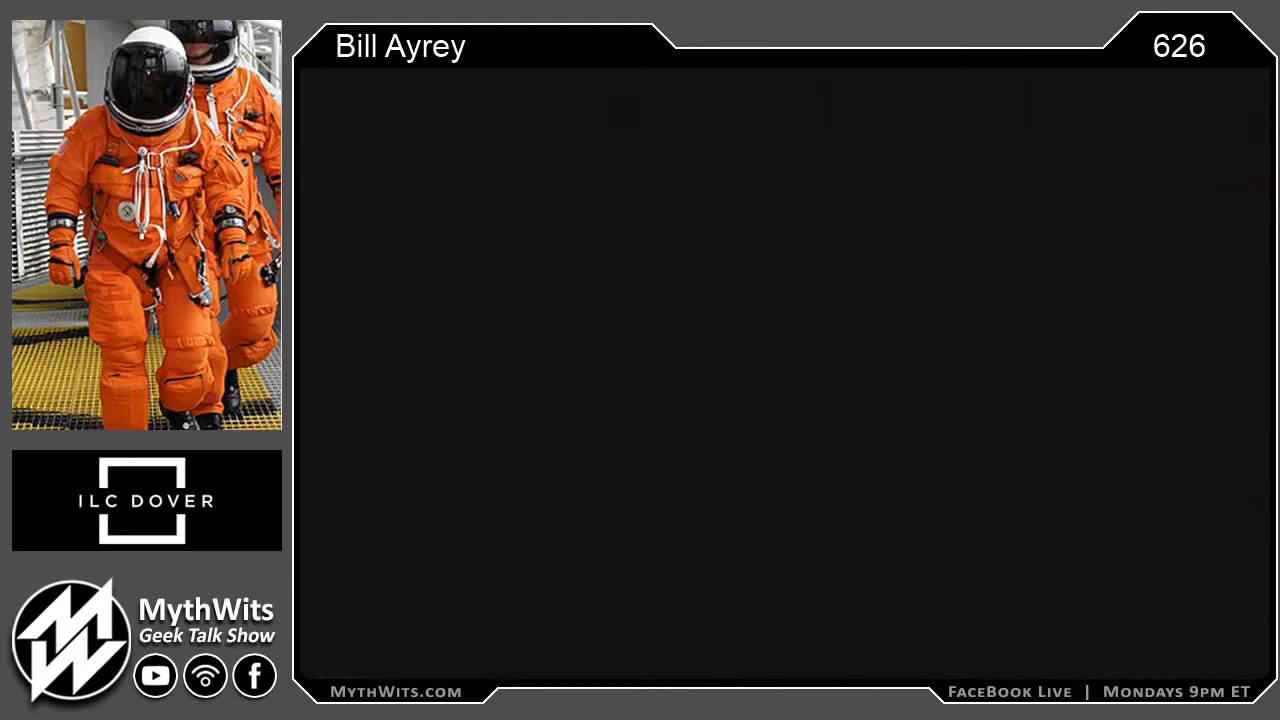 Bill Ayrey
626
ILC DOVER
MythWits
Geek Talk Show
MythWits.com
FaceBook Live | Mondays 9pm ET